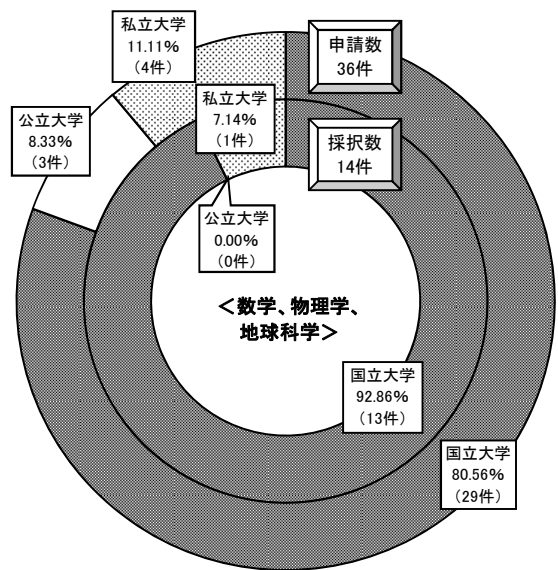 私立大学
11.11%
(4件)
申請数
36件
私立大学
7.14%
(1件)
公立大学
8.33%
(3件)
採択数
14件
公立大学
0.00%
(0件)
<数学、物理学、
地球科学>
国立大学
92.86%
(13件)
国立大学
80.56%
(29件)